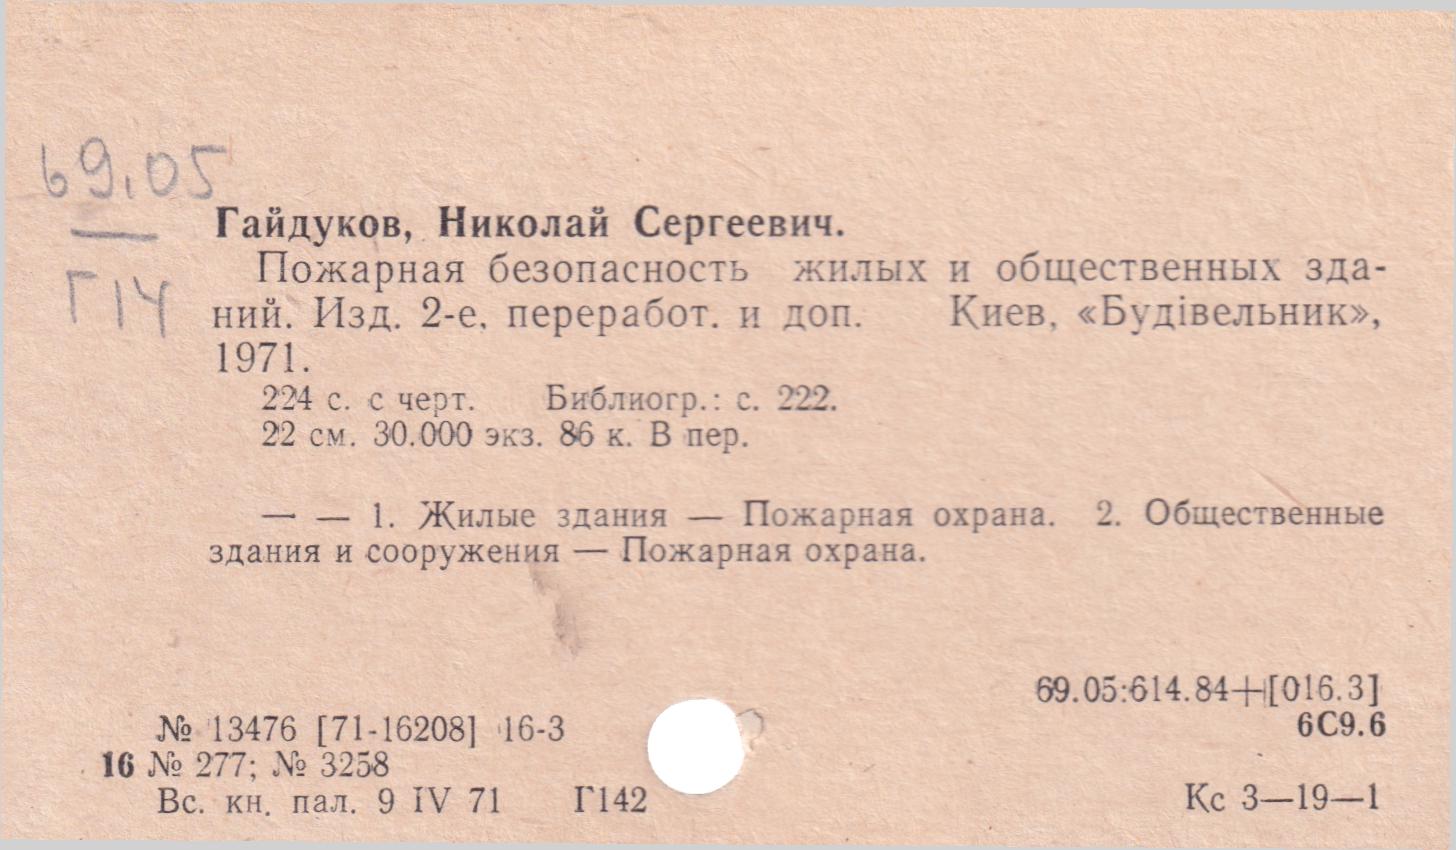 69.05
Г14
Гайдуков, Николай Сергеевич.
Пожарная безопасность жилых и общественных зда-
ний. Изд. 2-е, переработ. и доп. Киев, «Будівельник»,
1971.
224 с. с черт. Библиогр.: с. 222.
22 см. 30.000 экз. 86 к. В пер.
— — 1. Жилые здания — Пожарная охрана. 2. Общественные
здания и сооружения — Пожарная охрана.
69.05:614.84+[016.3]
6С9.6
№ 13476 [71-16208] 16-3
16 № 277; № 3258
Вс. кн. пал. 9 IV 71 Г142
Кс 3—19—1